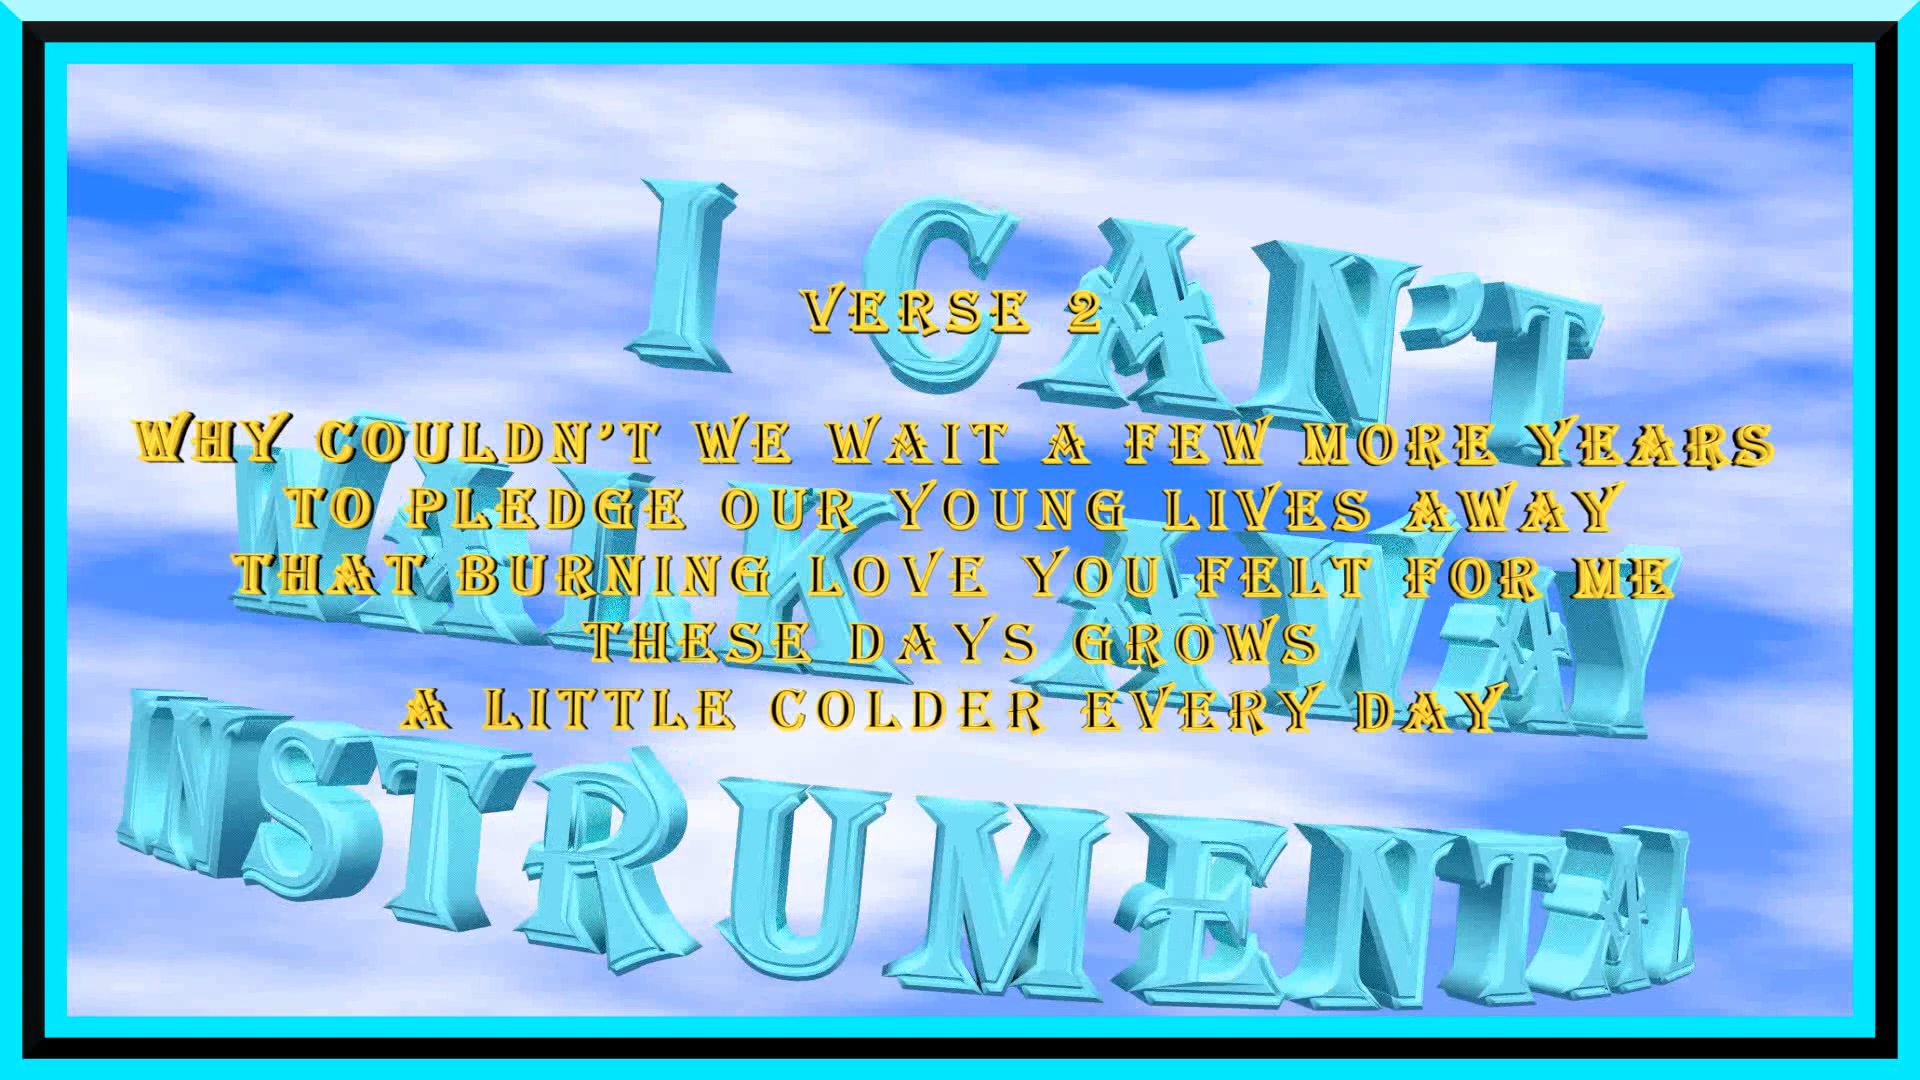 I CAN'T
WALK AWAY
INSTRUMENTAL
VERSE 2
WHY COULDN'T WE WAIT A FEW MORE YEARS
TO PLEDGE OUR YOUNG LIVES AWAY
THAT BURNING LOVE YOU FELT FOR ME
THESE DAYS GROWS
A LITTLE COLDER EVERY DAY